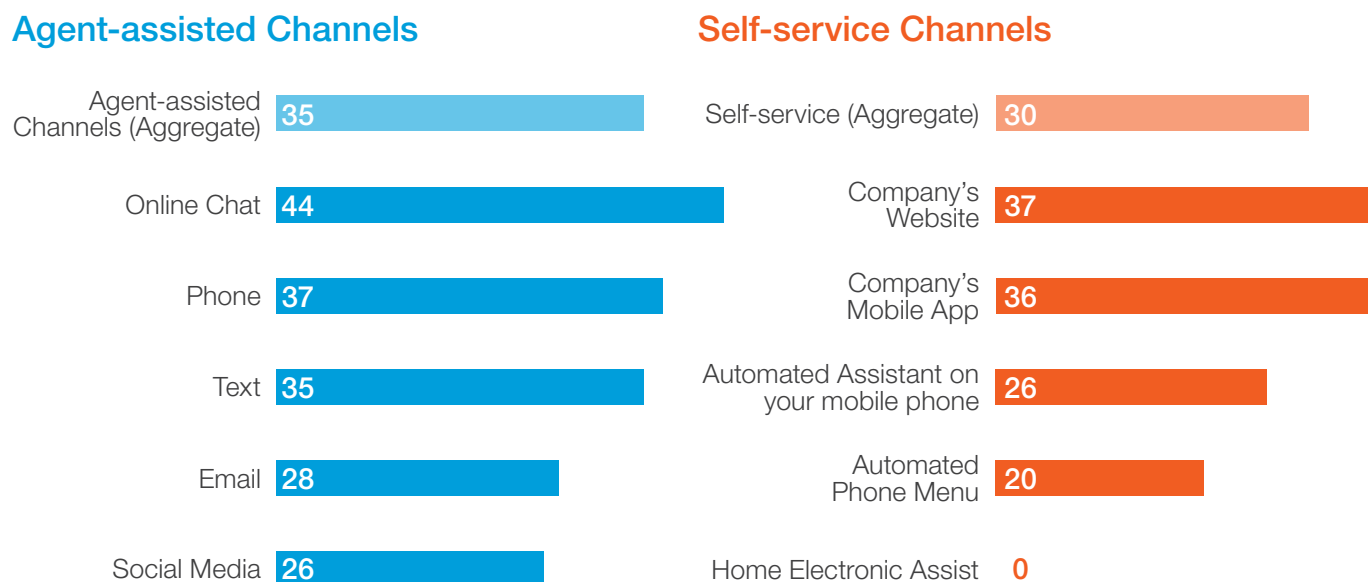 Agent-assisted Channels
Agent-assisted
Channels (Aggregate)
35
Online Chat
44
Phone
37
Text
35
Email
28
Social Media
26
Self-service Channels
Self-service (Aggregate)
30
Company's
Website
37
Company's
Mobile App
36
Automated Assistant on
your mobile phone
26
Automated
Phone Menu
20
Home Electronic Assist
0